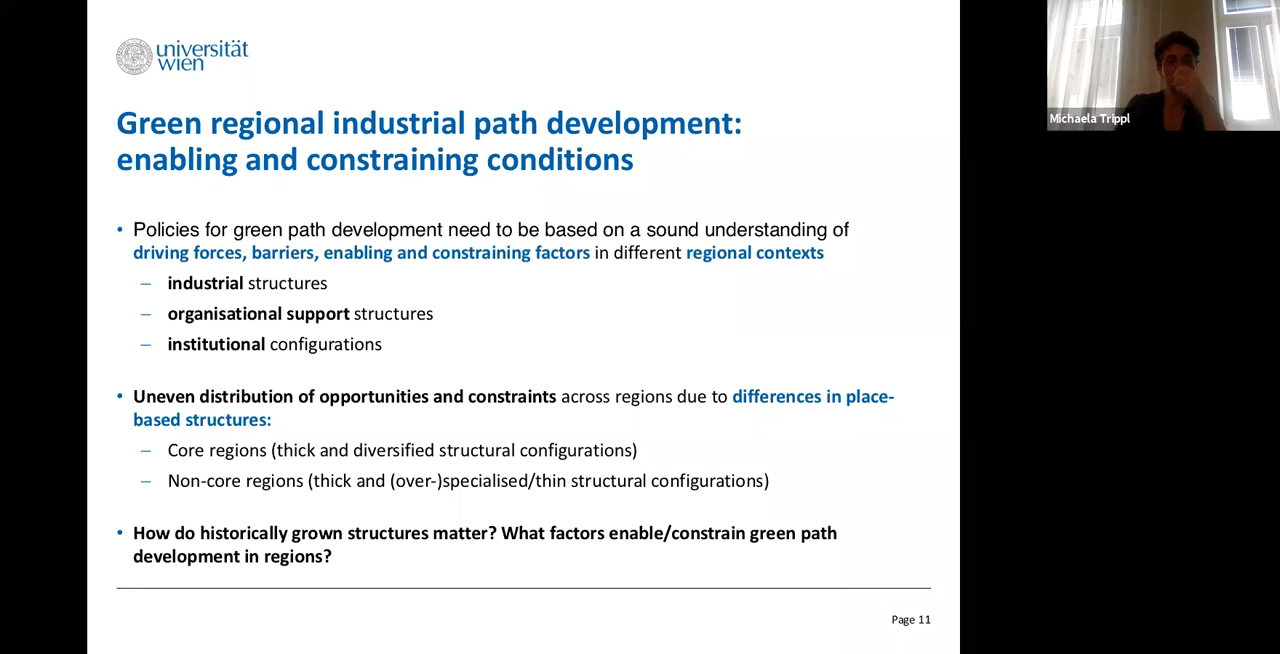 universität
wien
Michaela Trippl
Green regional industrial path development:
enabling and constraining conditions
• Policies for green path development need to be based on a sound understanding of
driving forces, barriers, enabling and constraining factors in different regional contexts
– industrial structures
– organisational support structures
– institutional configurations
• Uneven distribution of opportunities and constraints across regions due to differences in place-
based structures:
– Core regions (thick and diversified structural configurations)
– Non-core regions (thick and (over-)specialised/thin structural configurations)
• How do historically grown structures matter? What factors enable/constrain green path
development in regions?
Page 11